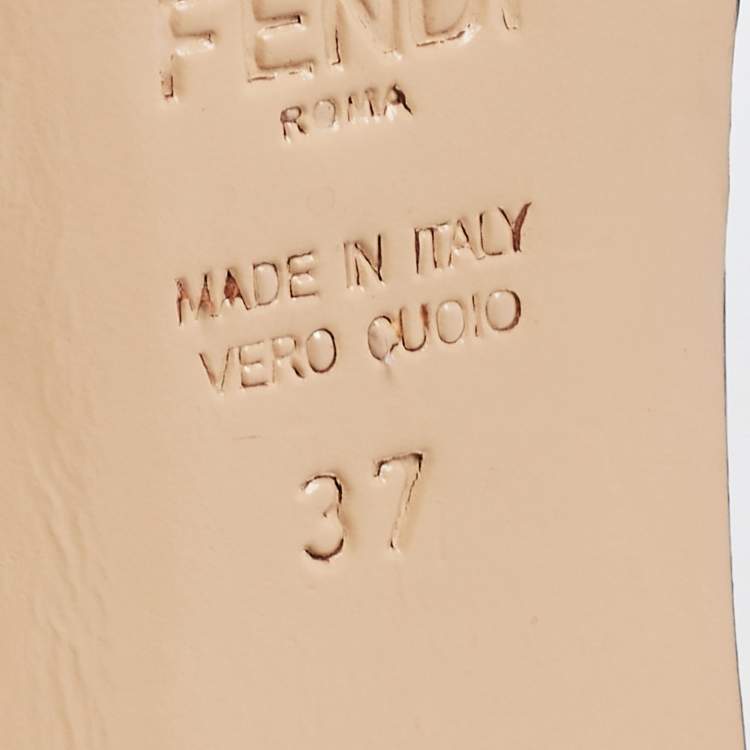 FENDI
ROMA
MADE IN ITALY
VERO CUOIO
37